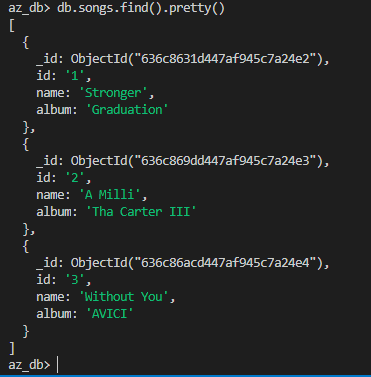 az_db> db.songs.find().pretty()
[
  {
    _id: ObjectId("636c8631d447af945c7a24e2"),
    id: '1',
    name: 'Stronger',
    album: 'Graduation'
  },
  {
    _id: ObjectId("636c869dd447af945c7a24e3"),
    id: '2',
    name: 'A Milli',
    album: 'Tha Carter III'
  },
  {
    _id: ObjectId("636c86acd447af945c7a24e4"),
    id: '3',
    name: 'Without You',
    album: 'AVICI'
  }
]
az_db>